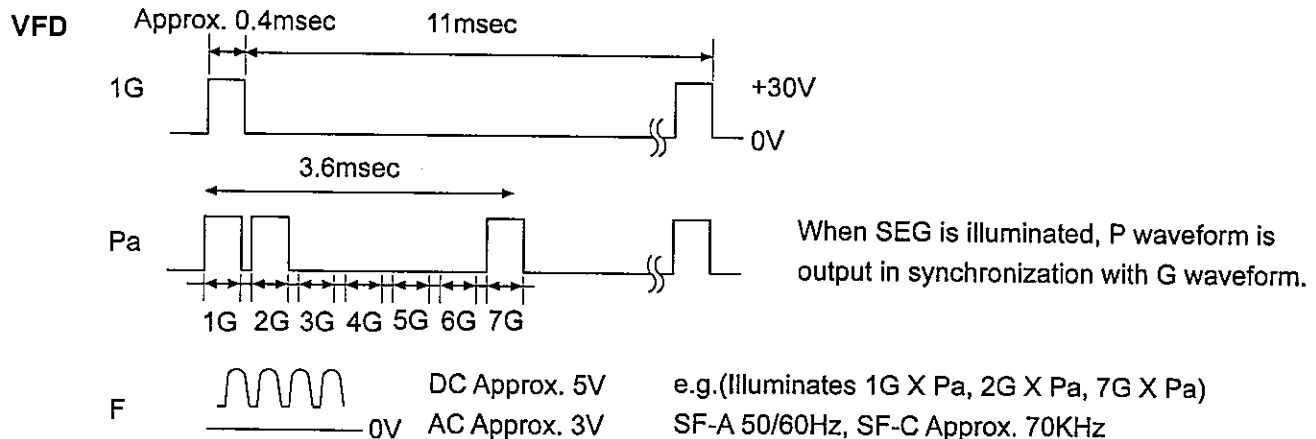 VFD
Approx. 0.4msec 11msec
1G
+30V
0V
3.6msec
Pa
When SEG is illuminated, P waveform is
output in synchronization with G waveform.
1G 2G 3G 4G 5G 6G 7G
F
0V
DC Approx. 5V e.g.(Illuminates 1G X Pa, 2G X Pa, 7G X Pa)
AC Approx. 3V SF-A 50/60Hz, SF-C Approx. 70KHz